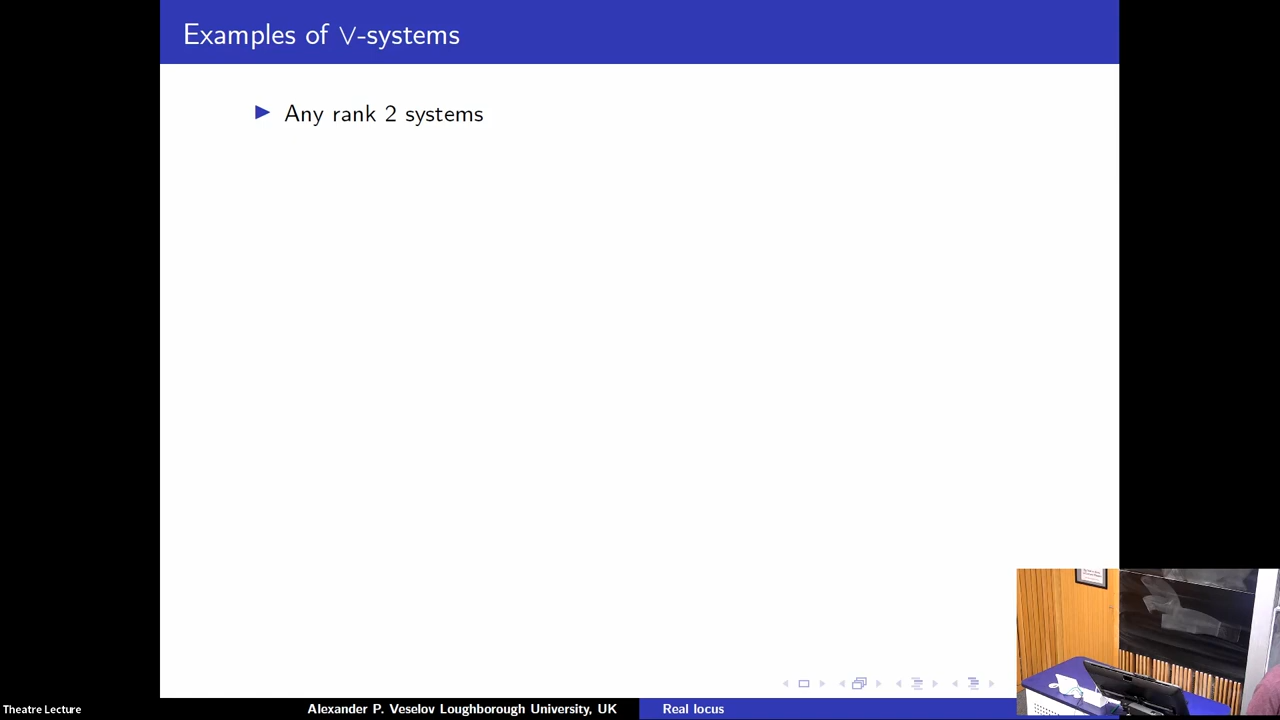 Examples of ∨-systems
Any rank 2 systems
Theatre Lecture
Alexander P. Veselov Loughborough University, UK
Real locus